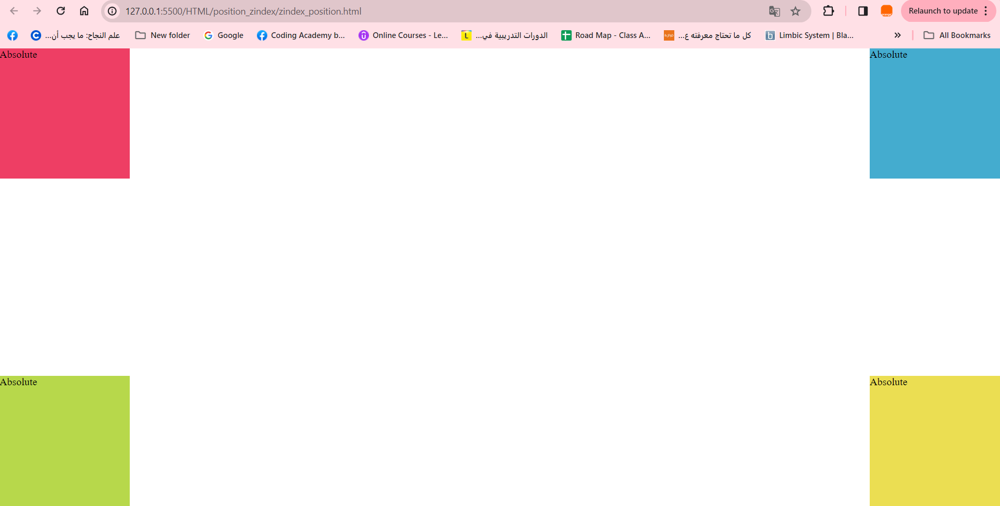 127.0.0.1:5500/HTML/position_zindex/zindex_position.html
Relaunch to update
علم النجاح: ما يجب أن...
New folder
Google
Coding Academy b...
Online Courses - Le...
الدورات التدريبية في...
Road Map - Class A...
كل ما تحتاج معرفته ع...
Limbic System | Bla...
All Bookmarks
Absolute
Absolute
Absolute
Absolute